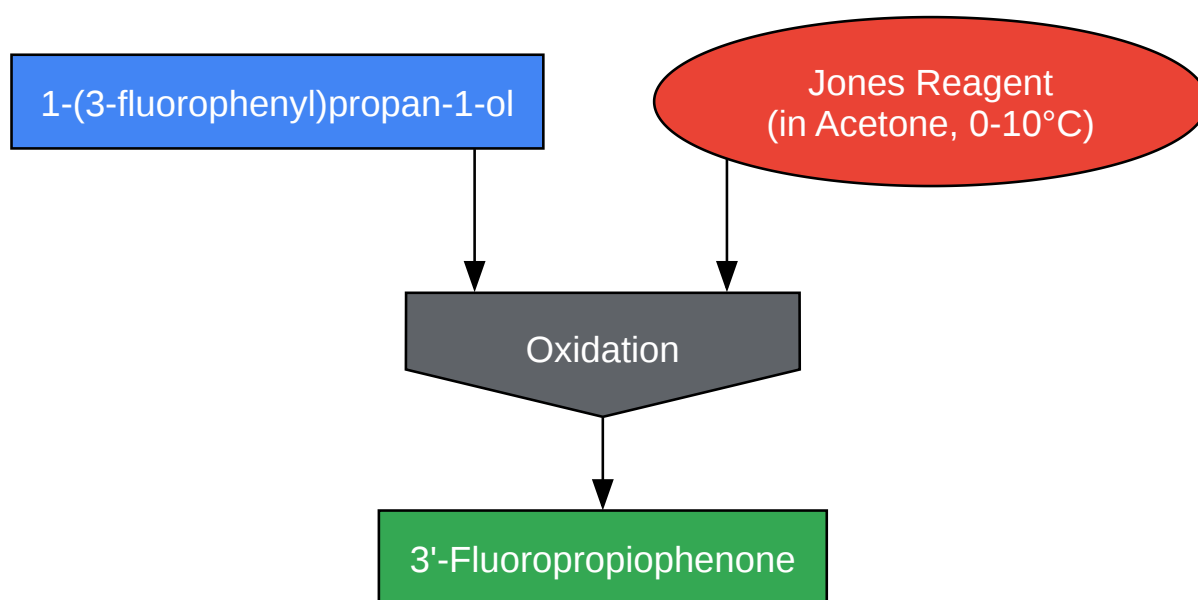 1-(3-fluorophenyl)propan-1-ol
Jones Reagent
(in Acetone, 0-10°C)
Oxidation
3'-Fluoropropiophenone